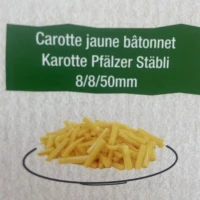 Carotte jaune bâtonnet
Karotte Pfälzer Stäbli
8/8/50mm